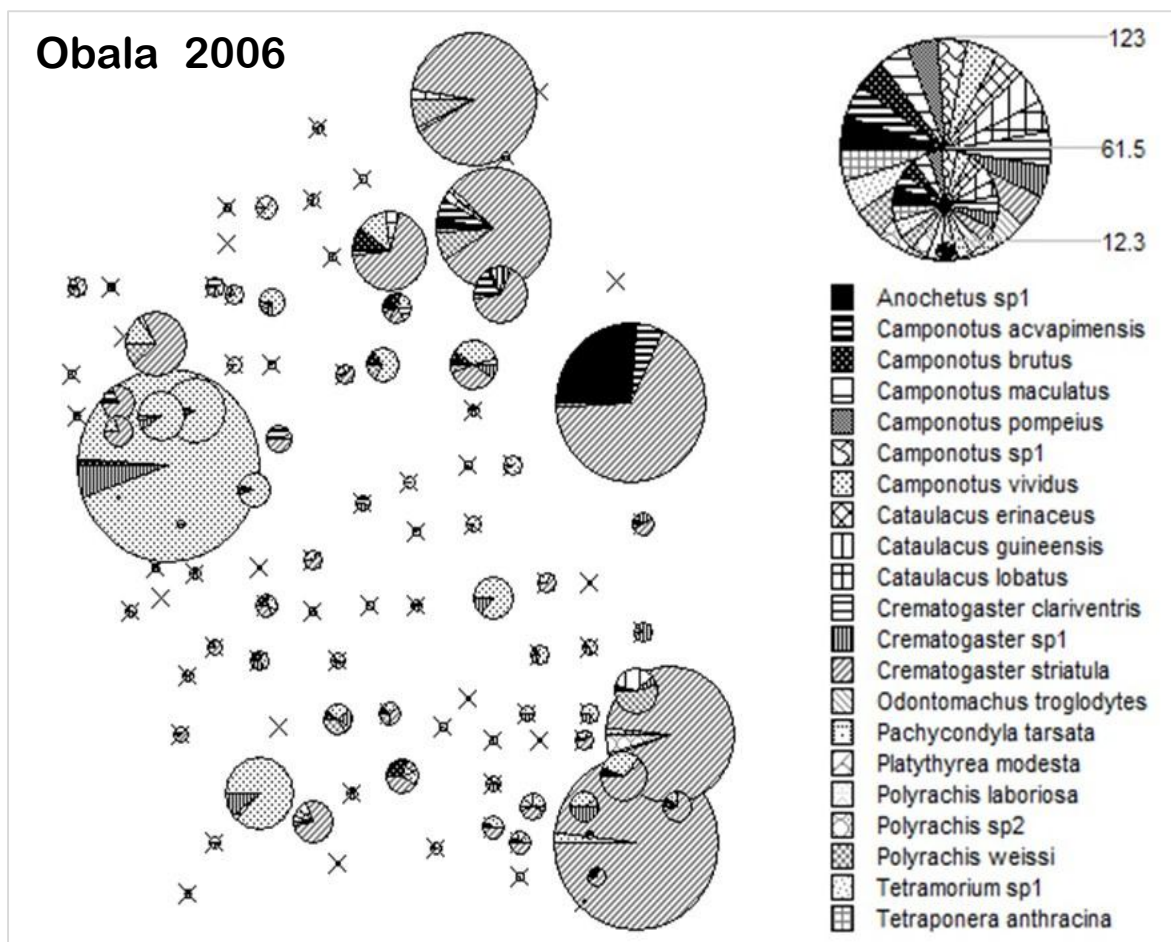 Obala 2006
123
61.5
12.3
Anochetus sp1
Camponotus acvapimensis
Camponotus brutus
Camponotus maculatus
Camponotus pompeius
Camponotus sp1
Camponotus vividus
Cataulacus erinaceus
Cataulacus guineensis
Cataulacus lobatus
Crematogaster clariventris
Crematogaster sp1
Crematogaster striatula
Odontomachus troglodytes
Pachycondyla tarsata
Platythyrea modesta
Polyrachis laboriosa
Polyrachis sp2
Polyrachis weissi
Tetramorium sp1
Tetraponera anthracina